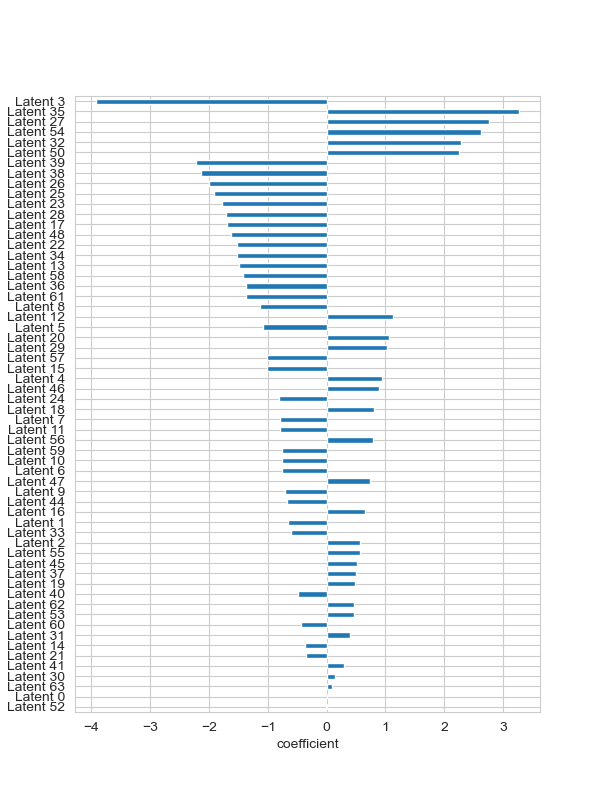 Latent 3
Latent 35
Latent 27
Latent 54
Latent 32
Latent 50
Latent 39
Latent 38
Latent 26
Latent 25
Latent 23
Latent 28
Latent 17
Latent 48
Latent 22
Latent 34
Latent 13
Latent 58
Latent 36
Latent 61
Latent 8
Latent 12
Latent 5
Latent 20
Latent 29
Latent 57
Latent 15
Latent 4
Latent 46
Latent 24
Latent 18
Latent 7
Latent 11
Latent 56
Latent 59
Latent 10
Latent 6
Latent 47
Latent 9
Latent 44
Latent 16
Latent 1
Latent 33
Latent 2
Latent 55
Latent 45
Latent 37
Latent 19
Latent 40
Latent 62
Latent 53
Latent 60
Latent 31
Latent 14
Latent 21
Latent 41
Latent 30
Latent 63
Latent 0
Latent 52
−4 −3 −2 −1 0 1 2 3
coefficient